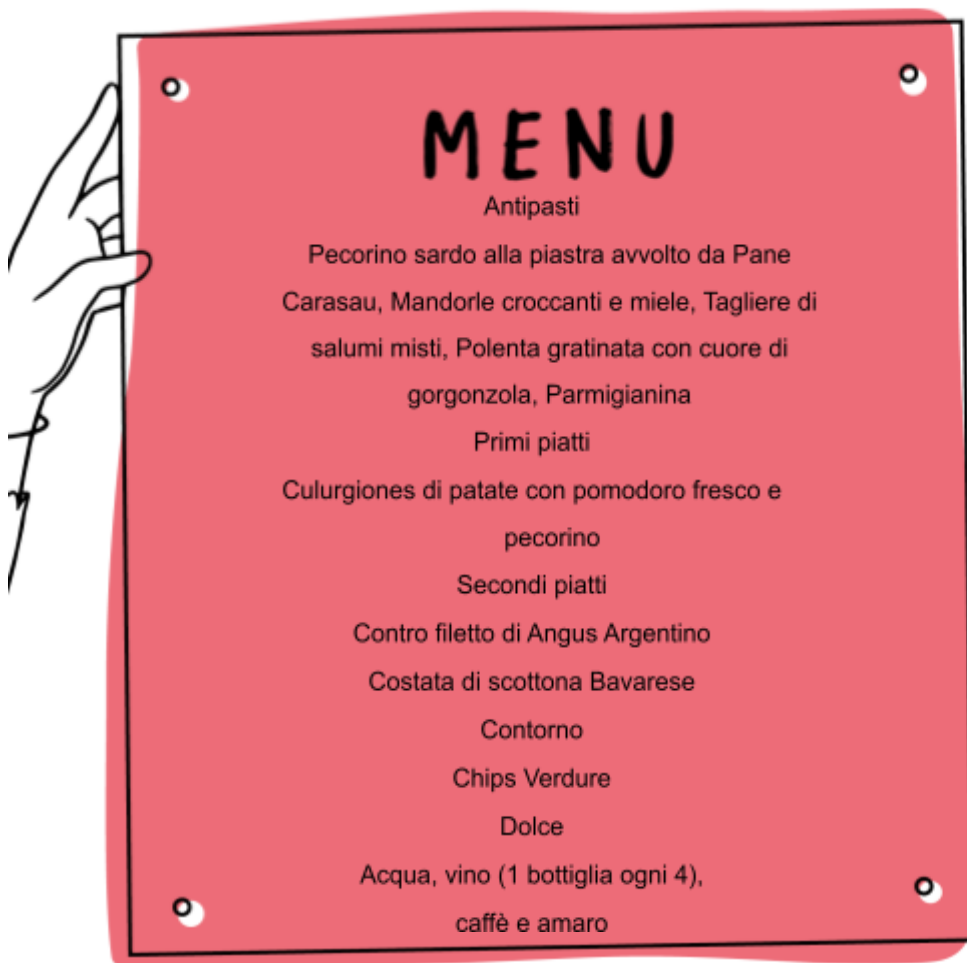 MENU
Antipasti
Pecorino sardo alla piastra avvolto da Pane
Carasau, Mandorle croccanti e miele, Tagliere di
salumi misti, Polenta gratinata con cuore di
gorgonzola, Parmigianina
Primi piatti
Culurgiones di patate con pomodoro fresco e
pecorino
Secondi piatti
Contro filetto di Angus Argentino
Costata di scottona Bavarese
Contorno
Chips Verdure
Dolce
Acqua, vino (1 bottiglia ogni 4),
caffè e amaro